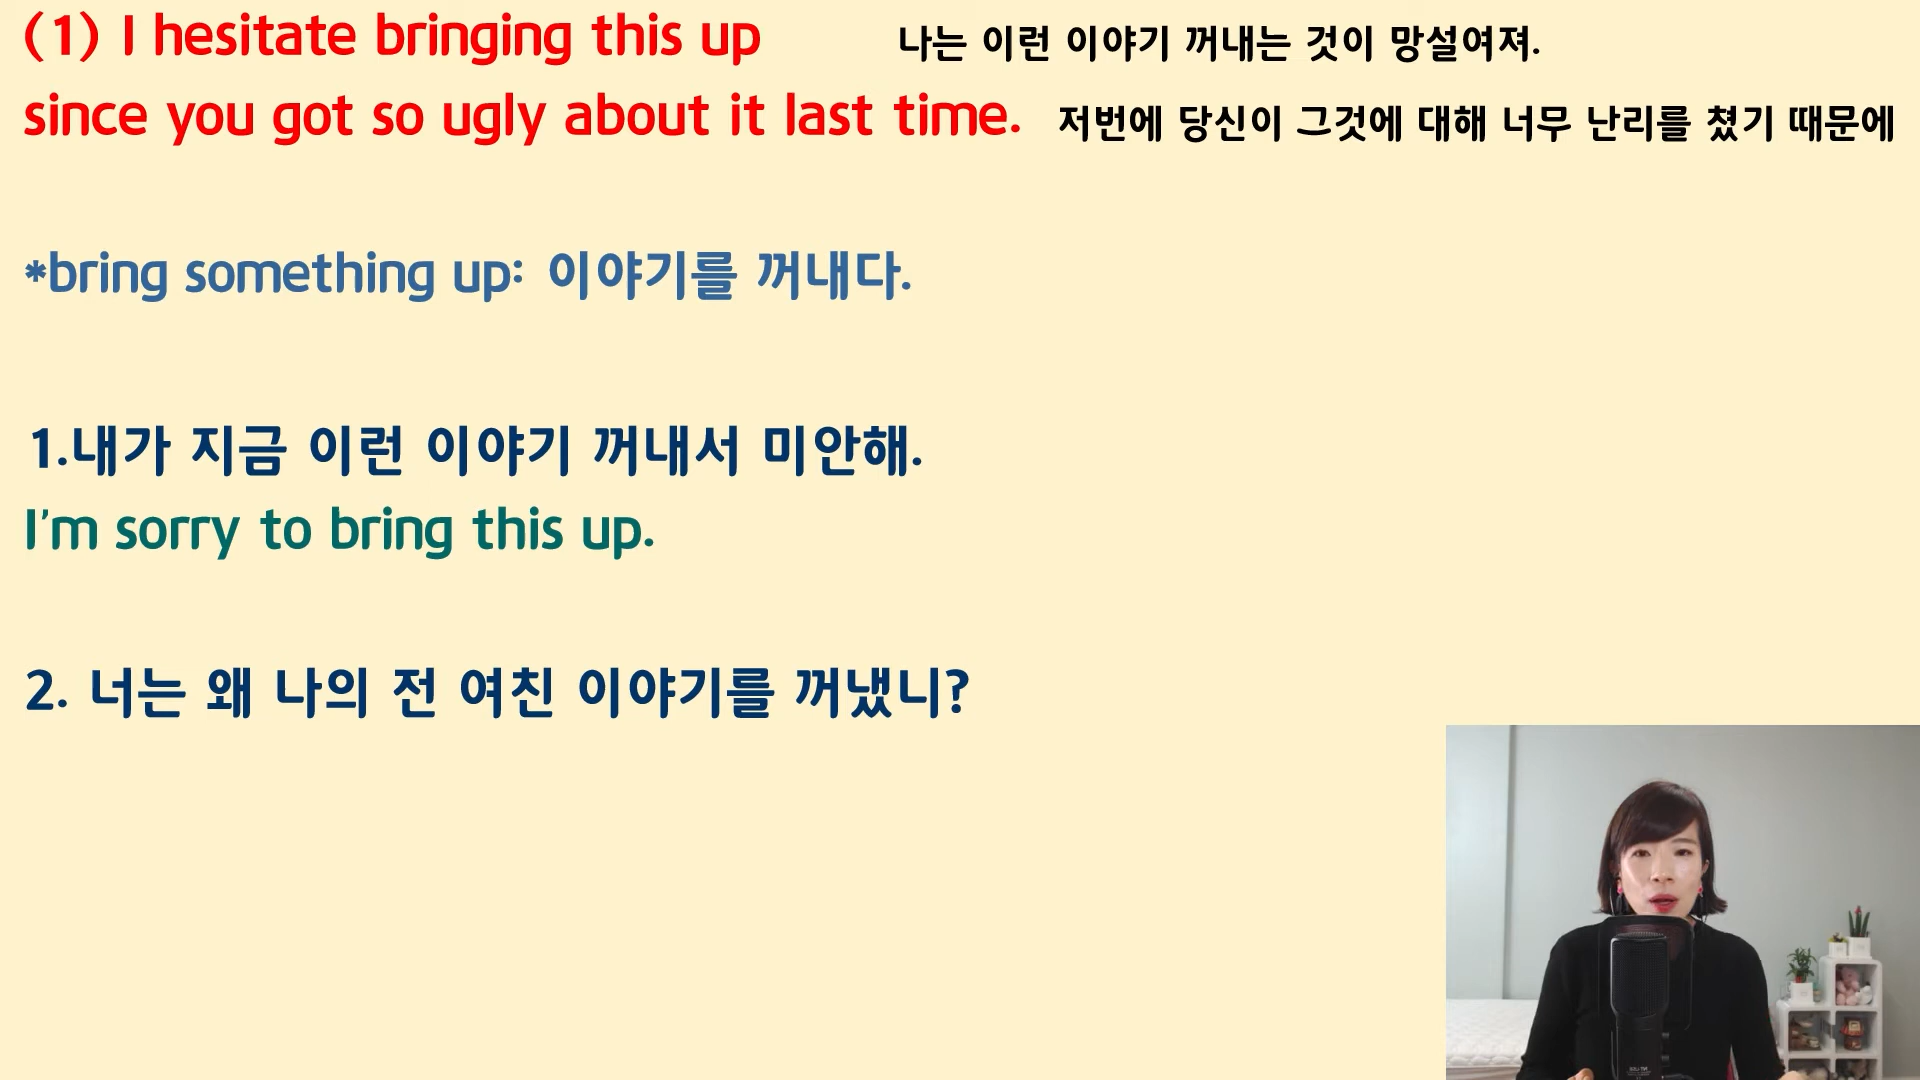 (1) I hesitate bringing this up 나는 이런 이야기 꺼내는 것이 망설여져.
since you got so ugly about it last time. 저번에 당신이 그것에 대해 너무 난리를 쳤기 때문에
*bring something up: 이야기를 꺼내다.
1.내가 지금 이런 이야기 꺼내서 미안해.
I'm sorry to bring this up.
2. 너는 왜 나의 전 여친 이야기를 꺼냈니?